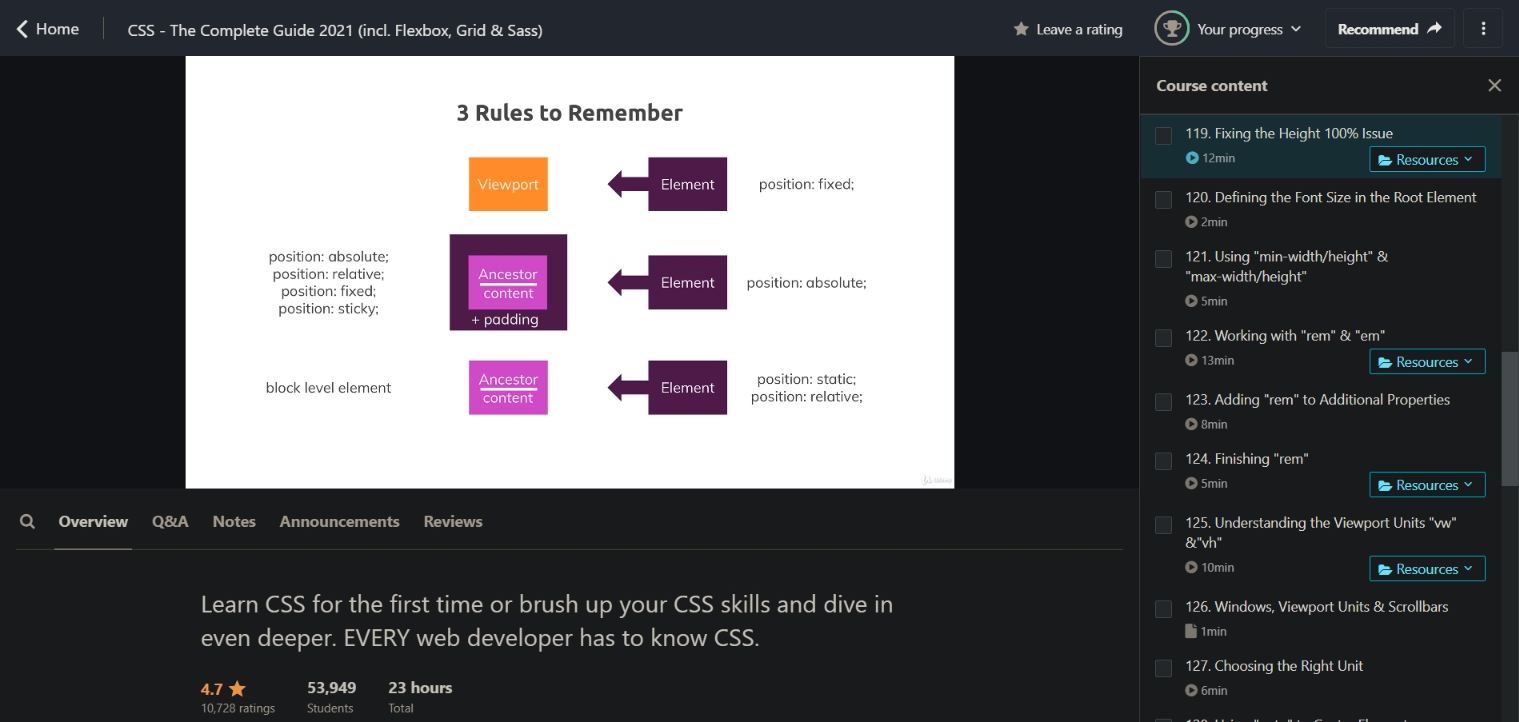 Home
CSS - The Complete Guide 2021 (incl. Flexbox, Grid & Sass)
Leave a rating
Your progress
Recommend
3 Rules to Remember
Viewport
Element
position: fixed;
position: absolute;
position: relative;
position: fixed;
position: sticky;
Ancestor
content
+ padding
Element
position: absolute;
block level element
Ancestor
content
Element
position: static;
position: relative;
Course content
119. Fixing the Height 100% Issue
12min
Resources
120. Defining the Font Size in the Root Element
2min
121. Using "min-width/height" &
"max-width/height"
5min
122. Working with "rem" & "em"
13min
Resources
123. Adding "rem" to Additional Properties
8min
124. Finishing "rem"
5min
Resources
125. Understanding the Viewport Units "vw"
&"vh"
10min
Resources
126. Windows, Viewport Units & Scrollbars
1min
127. Choosing the Right Unit
6min
Overview
Q&A
Notes
Announcements
Reviews
Learn CSS for the first time or brush up your CSS skills and dive in
even deeper. EVERY web developer has to know CSS.
4.7
10,728 ratings
53,949
Students
23 hours
Total